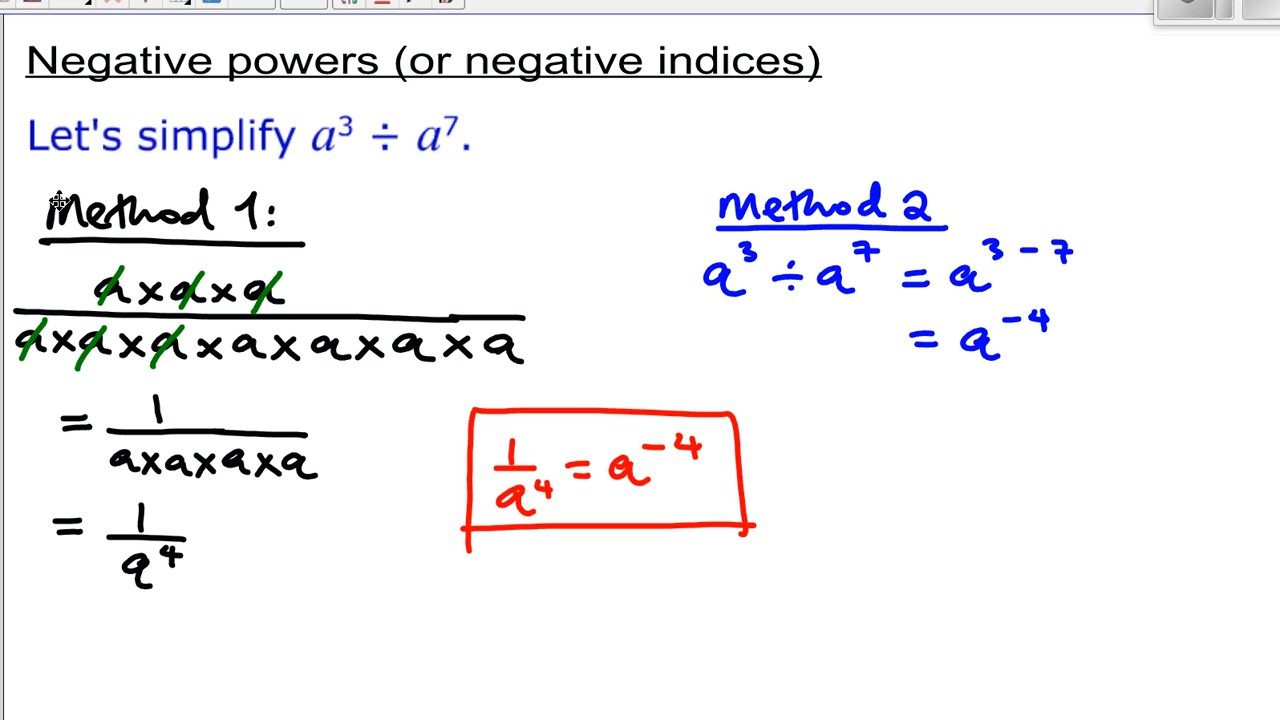 Negative powers (or negative indices)
Let's simplify a³ ÷ a⁷.
Method 1:
a×a×a
a×a×a×a×a×a×a
= 1
a×a×a×a
= 1
a⁴
Method 2
a³ ÷ a⁷ = a³⁻⁷
= a⁻⁴
1
a⁴ = a⁻⁴